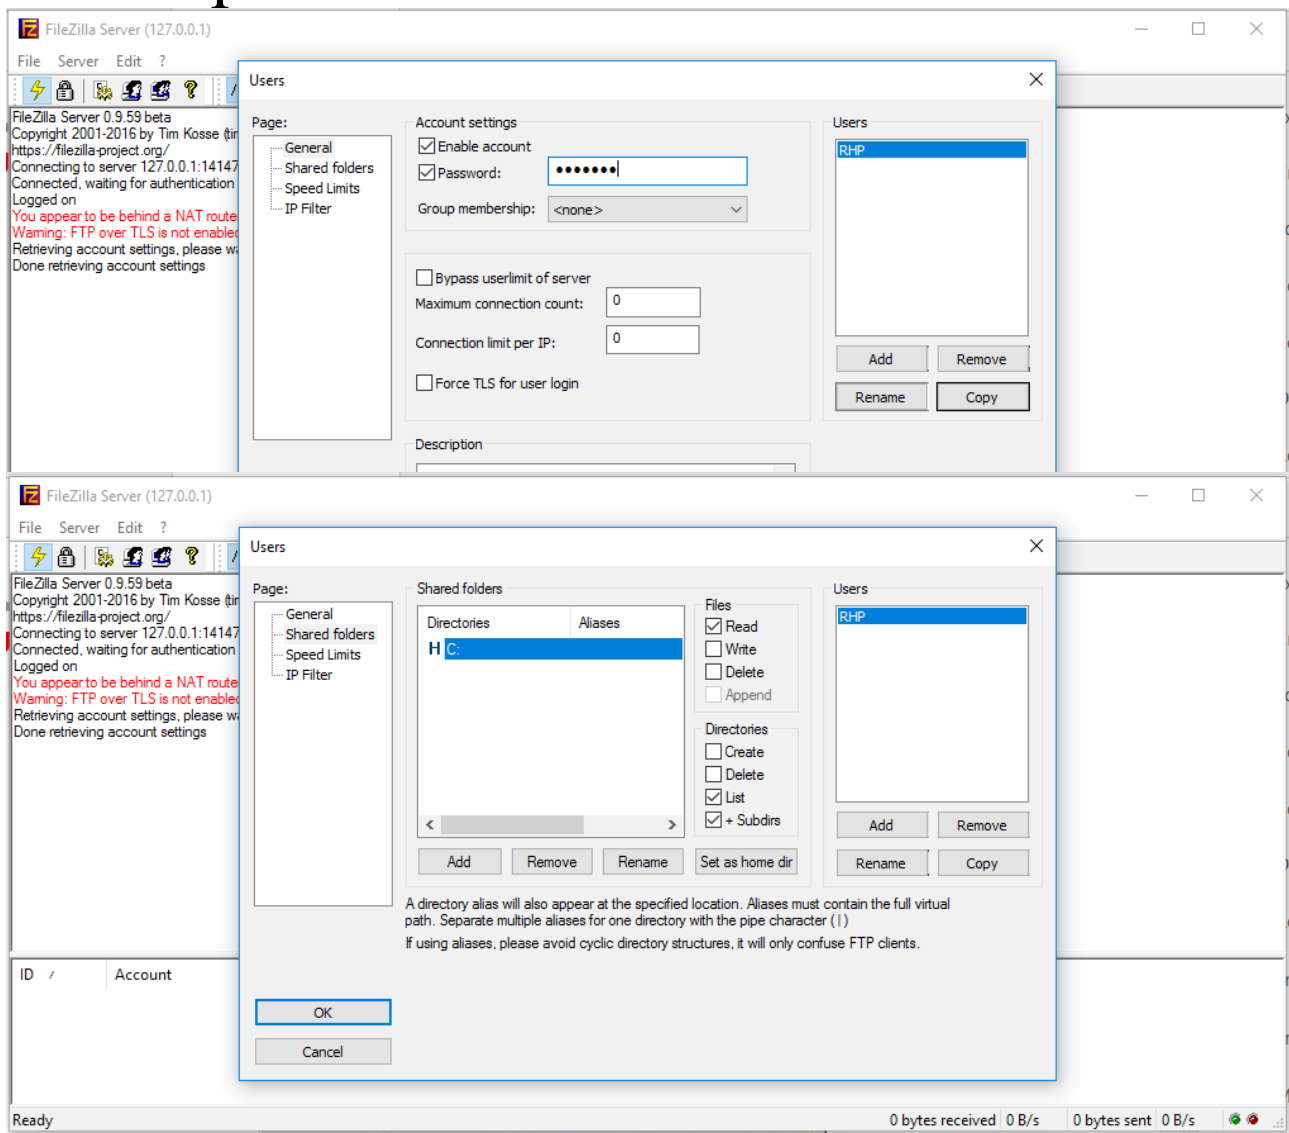 FileZilla Server (127.0.0.1)
File Server Edit ?
FileZilla Server 0.9.59 beta
Copyright 2001-2016 by Tim Kosse
https://filezilla-project.org/
Connecting to server 127.0.0.1:14147
Connected, waiting for authentication
Logged on
You appear to be behind a NAT
Warning: FTP over TLS is not
Retrieving account settings, please
Done retrieving account settings
Users
Page:
General
Shared folders
Speed Limits
IP Filter
Account settings
Enable account
Password:
Group membership: <none>
Bypass userlimit of server
Maximum connection count: 0
Connection limit per IP: 0
Force TLS for user login
Description
Users
RHP
Add Remove
Rename Copy
FileZilla Server (127.0.0.1)
File Server Edit ?
FileZilla Server 0.9.59 beta
Copyright 2001-2016 by Tim Kosse
https://filezilla-project.org/
Connecting to server 127.0.0.1:14147
Connected, waiting for authentication
Logged on
You appear to be behind a NAT
Warning: FTP over TLS is not
Retrieving account settings, please
Done retrieving account settings
Users
Page:
General
Shared folders
Speed Limits
IP Filter
Shared folders
Directories Aliases
H C:
Files
Read
Write
Delete
Append
Directories
Create
Delete
List
+ Subdirs
Add Remove Rename Set as home dir
Users
RHP
Add Remove
Rename Copy
A directory alias will also appear at the specified location. Aliases must contain the full virtual
path. Separate multiple aliases for one directory with the pipe character (|)
If using aliases, please avoid cyclic directory structures, it will only confuse FTP clients.
OK
Cancel
ID / Account
Ready
0 bytes received 0 B/s 0 bytes sent 0 B/s